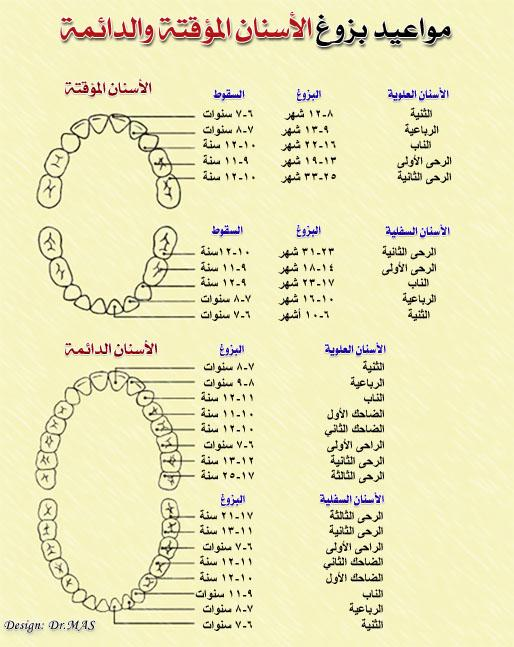 مواعيد بزوغ الأسنان المؤقتة والدائمة
الأسنان المؤقتة
الأسنان العلوية البزوغ السقوط
الثنية ٨-١٢ شهر ٦-٧ سنوات
الرباعية ٩-١٣ شهر ٧-٨ سنوات
الناب ١٦-٢٢ شهر ١٠-١٢ سنة
الرحى الأولى ١٣-١٩ شهر ٩-١١ سنة
الرحى الثانية ٢٥-٣٣ شهر ١٠-١٢ سنة
الأسنان السفلية البزوغ السقوط
الرحى الثانية ٢٣-٣١ شهر ١٠-١٢سنة
الرحى الأولى ١٤-١٨ شهر ٩-١١ سنة
الناب ١٧-٢٣ شهر ٩-١٢ سنة
الرباعية ١٠-١٦ شهر ٧-٨ سنوات
الثنية ٦-١٠ أشهر ٦-٧ سنوات
الأسنان الدائمة
الأسنان العلوية البزوغ
الثنية ٧-٨ سنوات
الرباعية ٨-٩ سنوات
الناب ١١-١٢ سنة
الضاحك الأول ١٠-١١ سنة
الضاحك الثاني ١٠-١٢ سنة
الراحى الأولى ٦-٧ سنوات
الرحى الثانية ١٢-١٣ سنة
الرحى الثالثة ١٧-٢٥ سنة
الأسنان السفلية البزوغ
الرحى الثالثة ١٧-٢١ سنة
الرحى الثانية ١١-١٣ سنة
الراحى الأولى ٦-٧ سنوات
الضاحك الثاني ١١-١٢ سنة
الضاحك الأول ١٠-١٢ سنة
الناب ٩-١١ سنوات
الرباعية ٧-٨ سنوات
الثنية ٦-٧ سنوات
Design: Dr.MAS